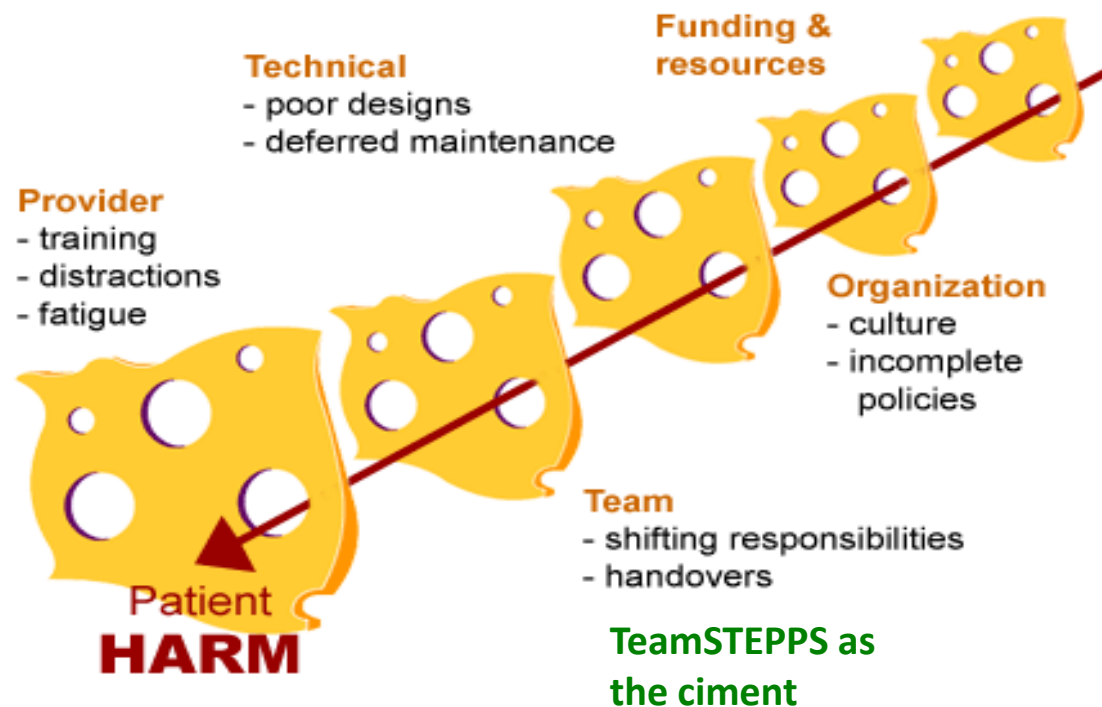 Funding &
resources
Technical
- poor designs
- deferred maintenance
Provider
- training
- distractions
- fatigue
Organization
- culture
- incomplete
policies
Team
- shifting responsibilities
- handovers
Patient
HARM
TeamSTEPPS as
the ciment